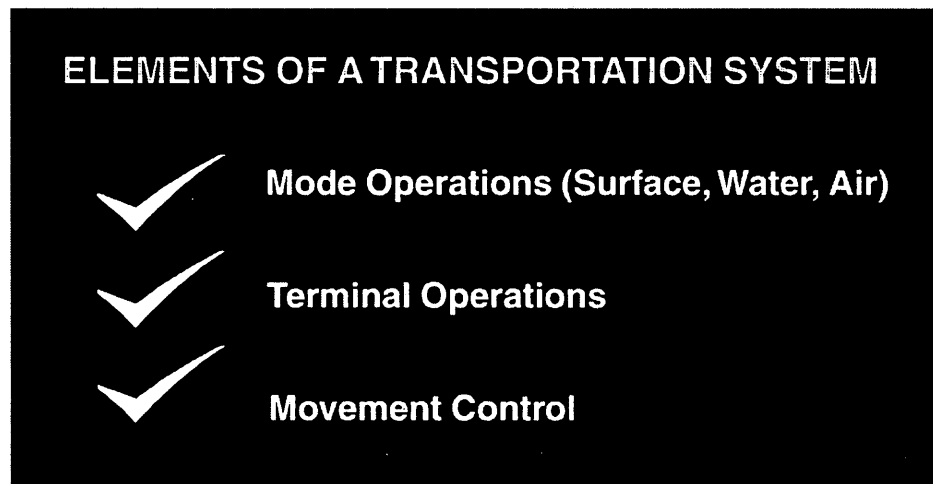 ELEMENTS OF A TRANSPORTATION SYSTEM
Mode Operations (Surface, Water, Air)
Terminal Operations
Movement Control